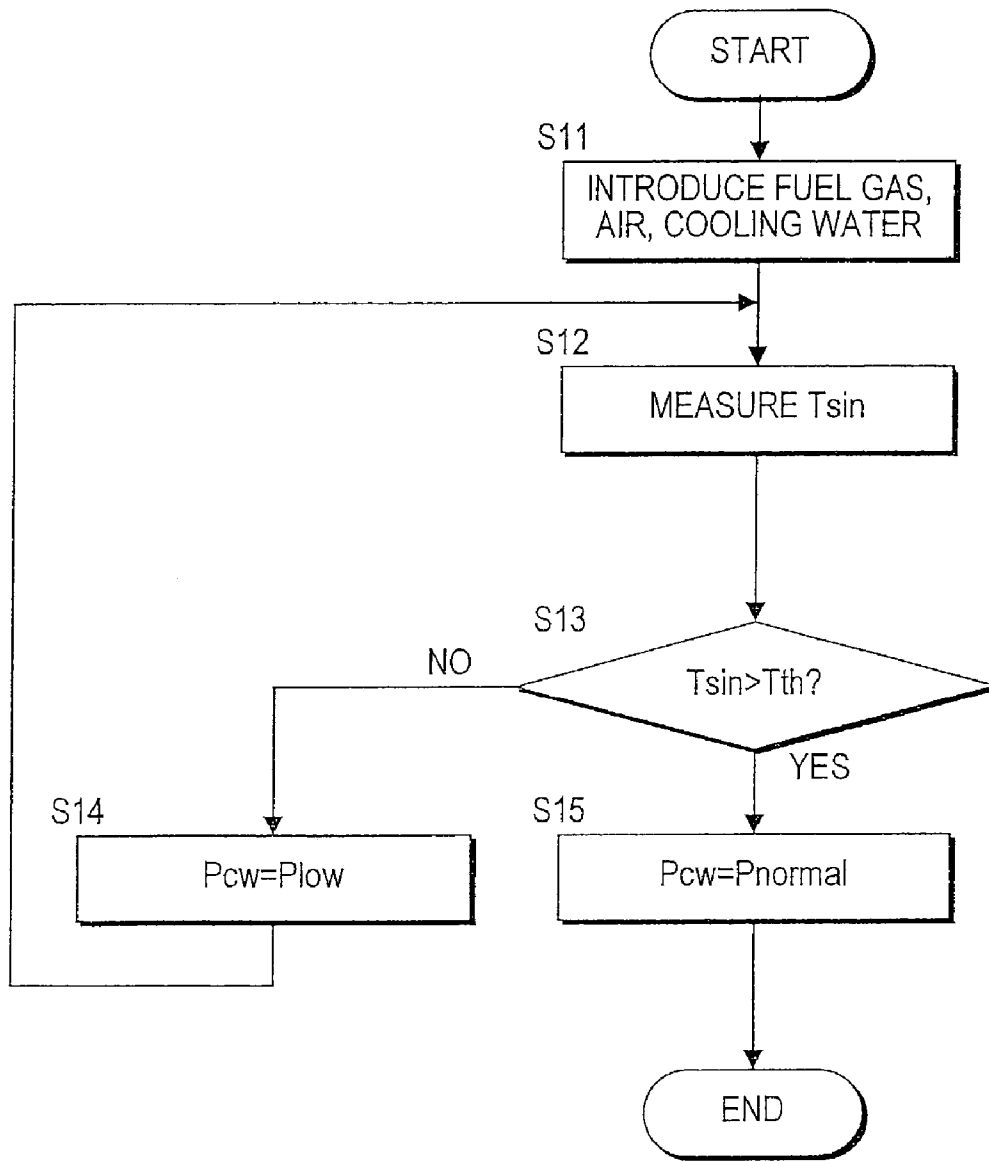 START
S11
INTRODUCE FUEL GAS,
AIR, COOLING WATER
S12
MEASURE Tsin
S13
Tsin>Tth?
NO
YES
S14
Pcw=Plow
S15
Pcw=Pnormal
END